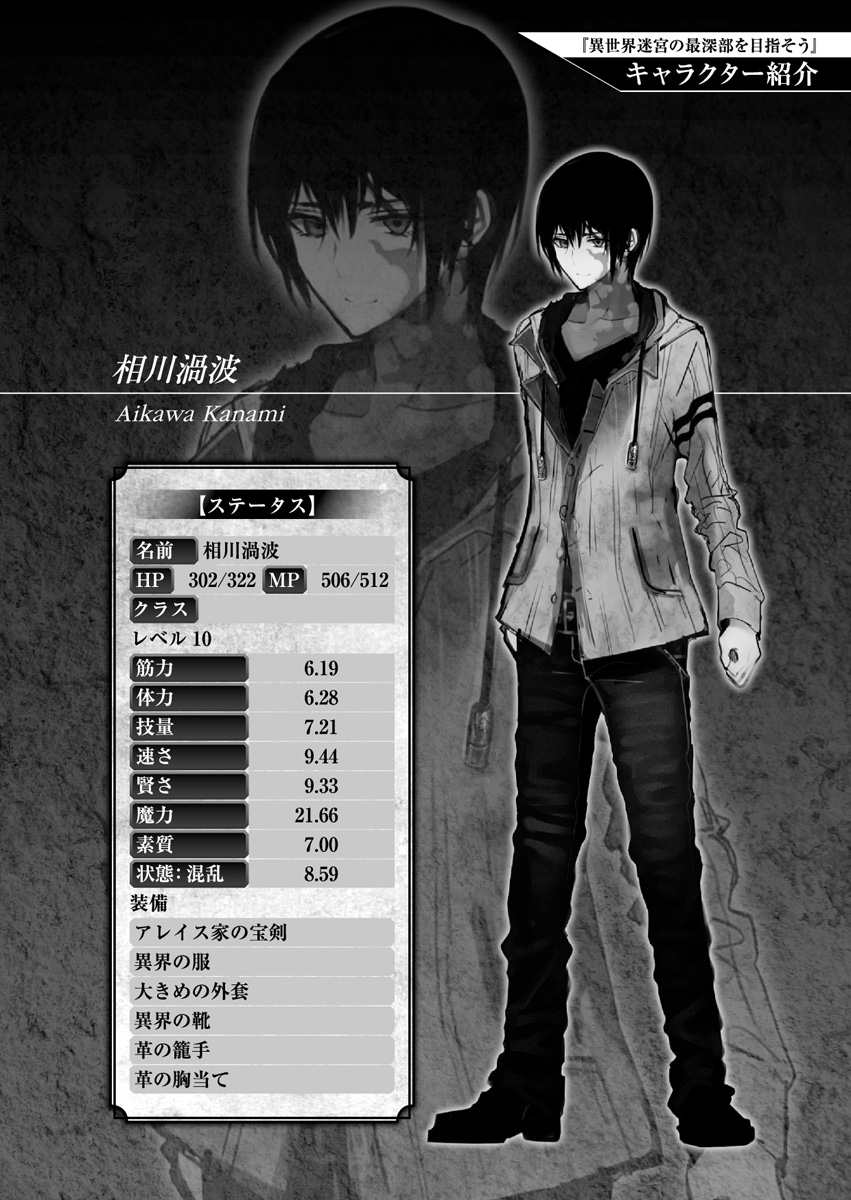 『異世界迷宮の最深部を目指そう』
キャラクター紹介
相川渦波
Aikawa Kanami
【ステータス】
名前 相川渦波
HP 302/322 MP 506/512
クラス
レベル 10
筋力 6.19
体力 6.28
技量 7.21
速さ 9.44
賢さ 9.33
魔力 21.66
素質 7.00
状態：混乱 8.59
装備
アレイス家の宝剣
異界の服
大きめの外套
異界の靴
革の籠手
革の胸当て